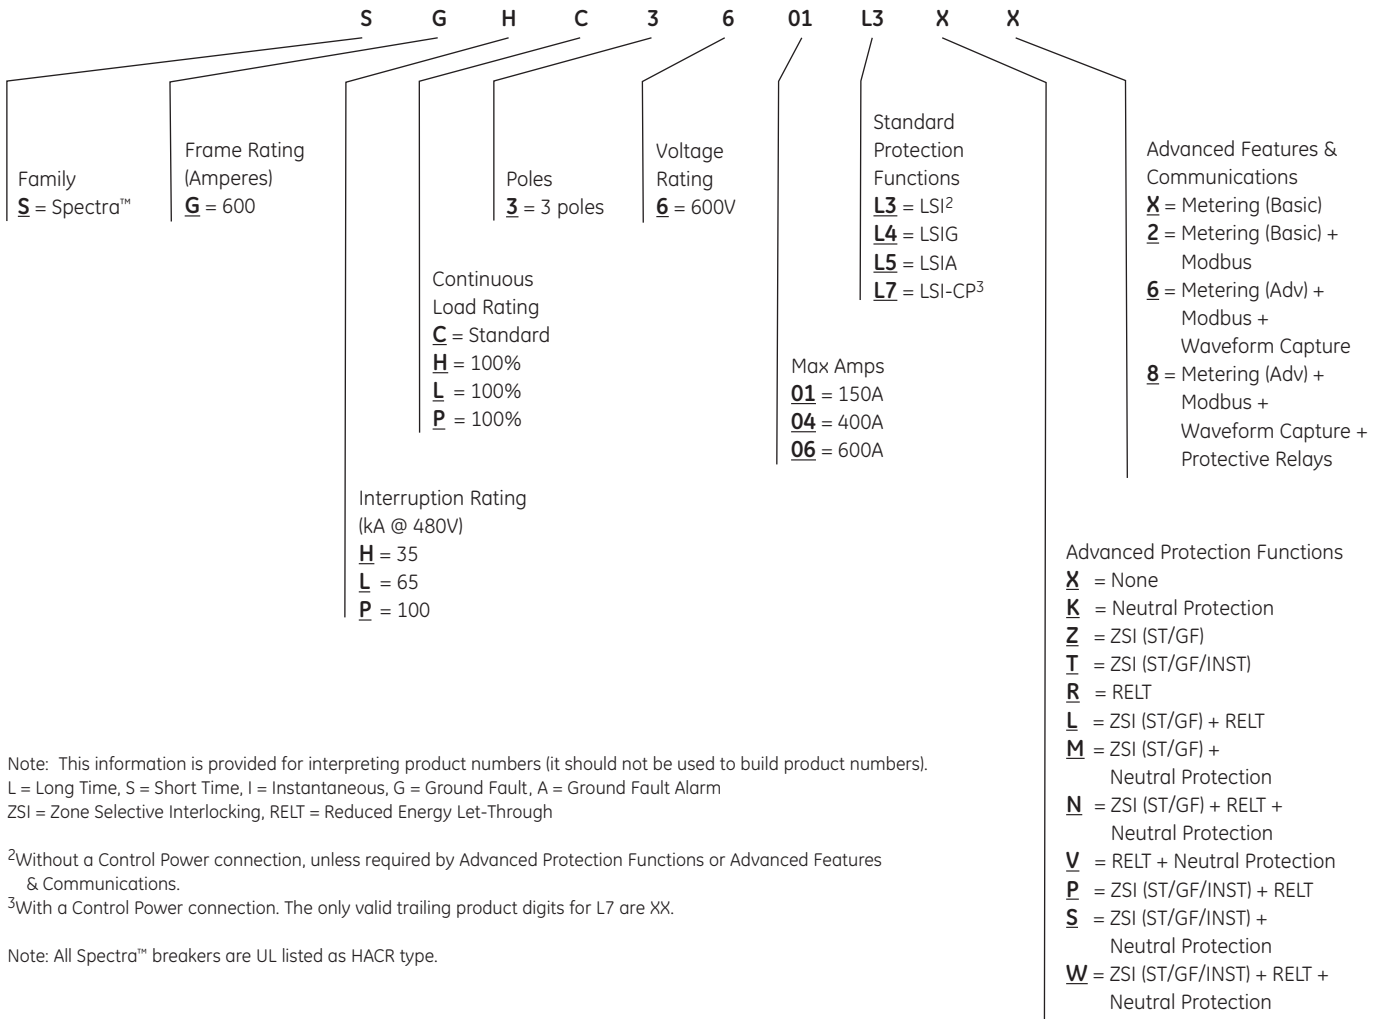 S G H C 3 6 01 L3 X X
Family
S = Spectra™
Frame Rating
(Amperes)
G = 600
Interruption Rating
(kA @ 480V)
H = 35
L = 65
P = 100
Continuous
Load Rating
C = Standard
H = 100%
L = 100%
P = 100%
Poles
3 = 3 poles
Voltage
Rating
6 = 600V
Max Amps
01 = 150A
04 = 400A
06 = 600A
Standard
Protection
Functions
L3 = LSI2
L4 = LSIG
L5 = LSIA
L7 = LSI-CP3
Advanced Protection Functions
X = None
K = Neutral Protection
Z = ZSI (ST/GF)
T = ZSI (ST/GF/INST)
R = RELT
L = ZSI (ST/GF) + RELT
M = ZSI (ST/GF) +
Neutral Protection
N = ZSI (ST/GF) + RELT +
Neutral Protection
V = RELT + Neutral Protection
P = ZSI (ST/GF/INST) + RELT
S = ZSI (ST/GF/INST) +
Neutral Protection
W = ZSI (ST/GF/INST) + RELT +
Neutral Protection
Advanced Features &
Communications
X = Metering (Basic)
2 = Metering (Basic) +
Modbus
6 = Metering (Adv) +
Modbus +
Waveform Capture
8 = Metering (Adv) +
Modbus +
Waveform Capture +
Protective Relays
Note: This information is provided for interpreting product numbers (it should not be used to build product numbers).
L = Long Time, S = Short Time, I = Instantaneous, G = Ground Fault, A = Ground Fault Alarm
ZSI = Zone Selective Interlocking, RELT = Reduced Energy Let-Through
2Without a Control Power connection, unless required by Advanced Protection Functions or Advanced Features
& Communications.
3With a Control Power connection. The only valid trailing product digits for L7 are XX.
Note: All Spectra™ breakers are UL listed as HACR type.